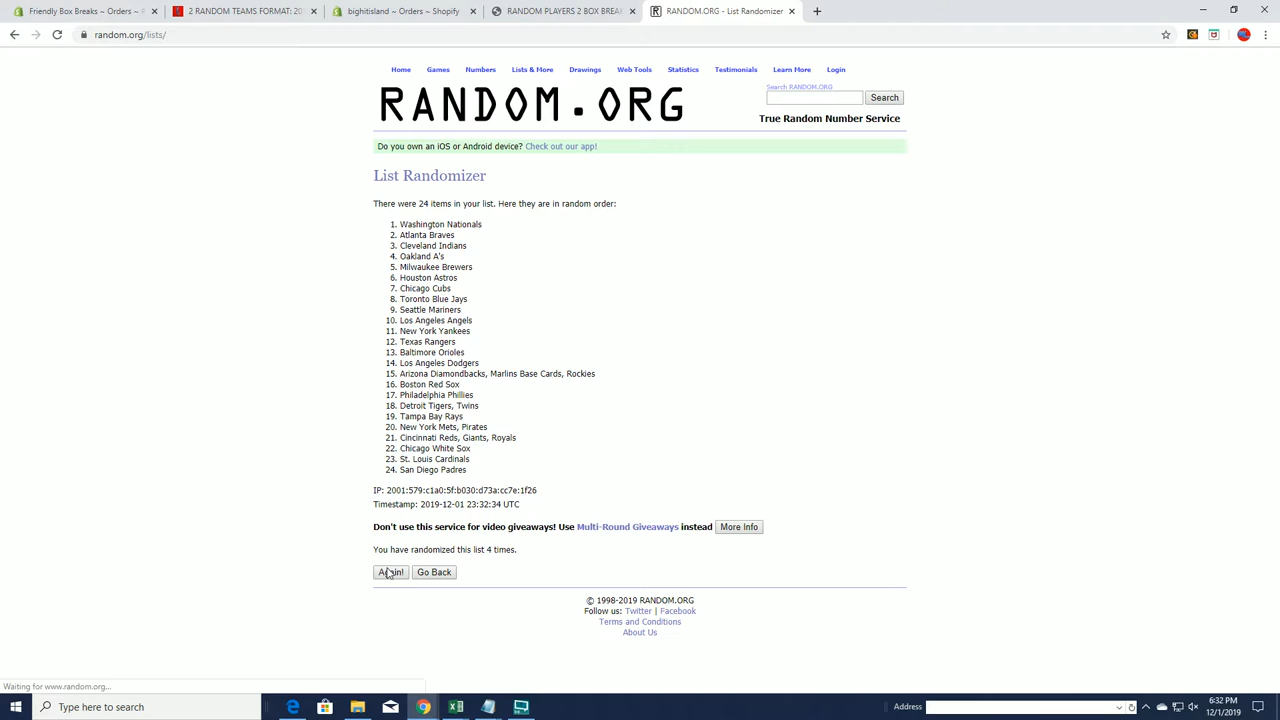 Friendly Box Breaks – Shopify
2 RANDOM TEAMS FORMAT: 20
bightisland ~ Orders ~ Shopify
RANDOM PLAYERS 2 BOX BREAK
RANDOM.ORG - List Randomizer
random.org/lists/
Home Games Numbers Lists & More Drawings Web Tools Statistics Testimonials Learn More Login
RANDOM.ORG
Search RANDOM.ORG
Search
True Random Number Service
Do you own an iOS or Android device? Check out our app!
List Randomizer
There were 24 items in your list. Here they are in random order:
1. Washington Nationals
2. Atlanta Braves
3. Cleveland Indians
4. Oakland A's
5. Milwaukee Brewers
6. Houston Astros
7. Chicago Cubs
8. Toronto Blue Jays
9. Seattle Mariners
10. Los Angeles Angels
11. New York Yankees
12. Texas Rangers
13. Baltimore Orioles
14. Los Angeles Dodgers
15. Arizona Diamondbacks, Marlins Base Cards, Rockies
16. Boston Red Sox
17. Philadelphia Phillies
18. Detroit Tigers, Twins
19. Tampa Bay Rays
20. New York Mets, Pirates
21. Cincinnati Reds, Giants, Royals
22. Chicago White Sox
23. St. Louis Cardinals
24. San Diego Padres
IP: 2001:579:c1a0:5f:b030:d73a:cc7e:1f26
Timestamp: 2019-12-01 23:32:34 UTC
Don't use this service for video giveaways! Use Multi-Round Giveaways instead More Info
You have randomized this list 4 times.
Again! Go Back
© 1998-2019 RANDOM.ORG
Follow us: Twitter | Facebook
Terms and Conditions
About Us
Waiting for www.random.org...
Type here to search
Address
6:32 PM
12/1/2019